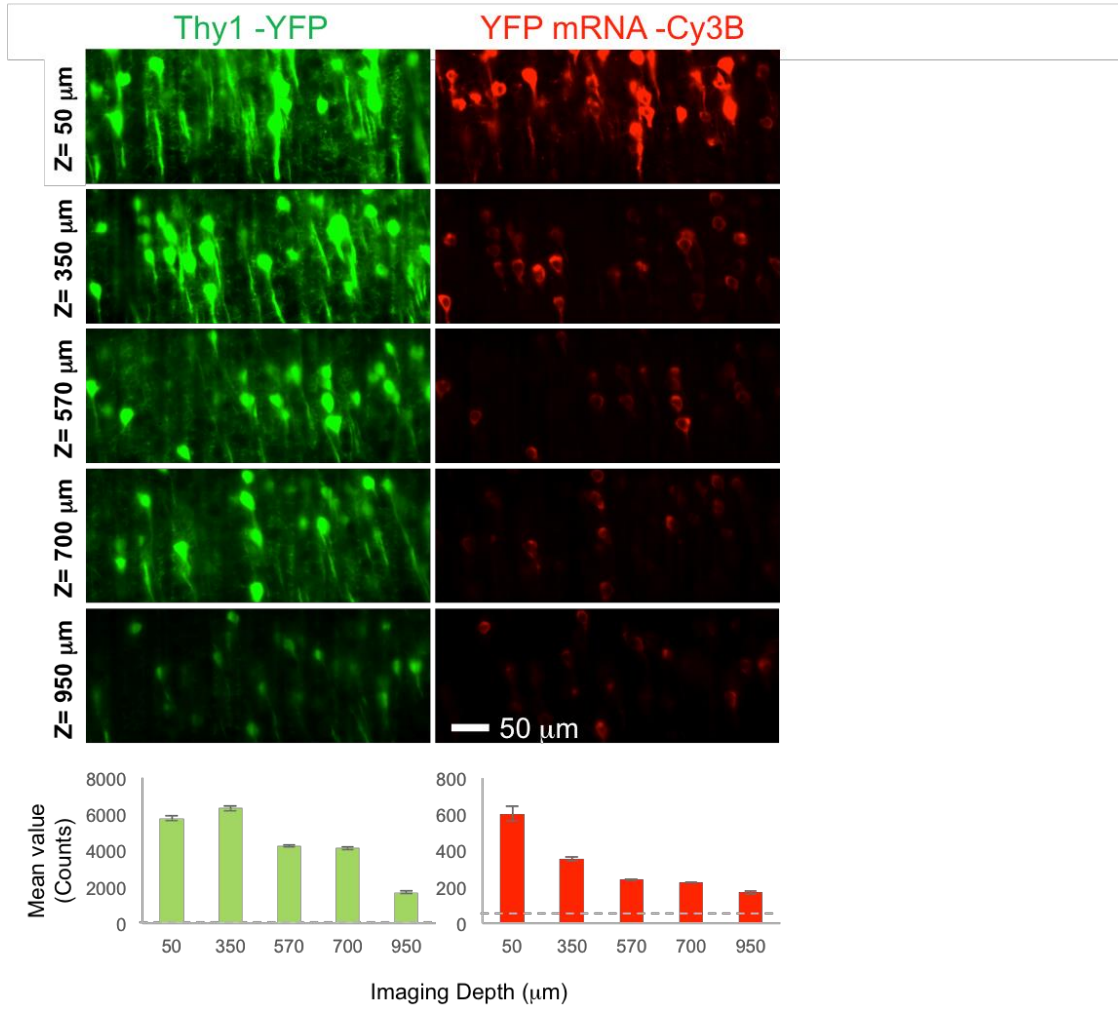 Thy1 -YFP
YFP mRNA -Cy3B
Z= 50 µm
Z= 350 µm
Z= 570 µm
Z= 700 µm
Z= 950 µm
50 µm
Mean value
(Counts)
8000
6000
4000
2000
0
50 350 570 700 950
800
600
400
200
0
50 350 570 700 950
Imaging Depth (µm)